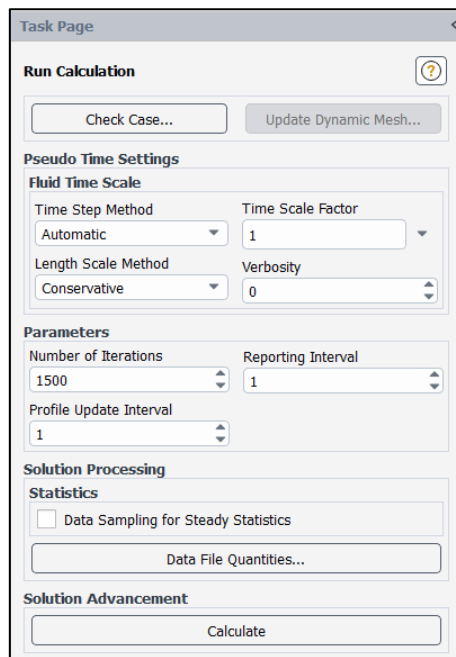 Task Page
Run Calculation
?
Check Case... Update Dynamic Mesh...
Pseudo Time Settings
Fluid Time Scale
Time Step Method Time Scale Factor
Automatic 1
Length Scale Method Verbosity
Conservative 0
Parameters
Number of Iterations Reporting Interval
1500 1
Profile Update Interval
1
Solution Processing
Statistics
Data Sampling for Steady Statistics
Data File Quantities...
Solution Advancement
Calculate